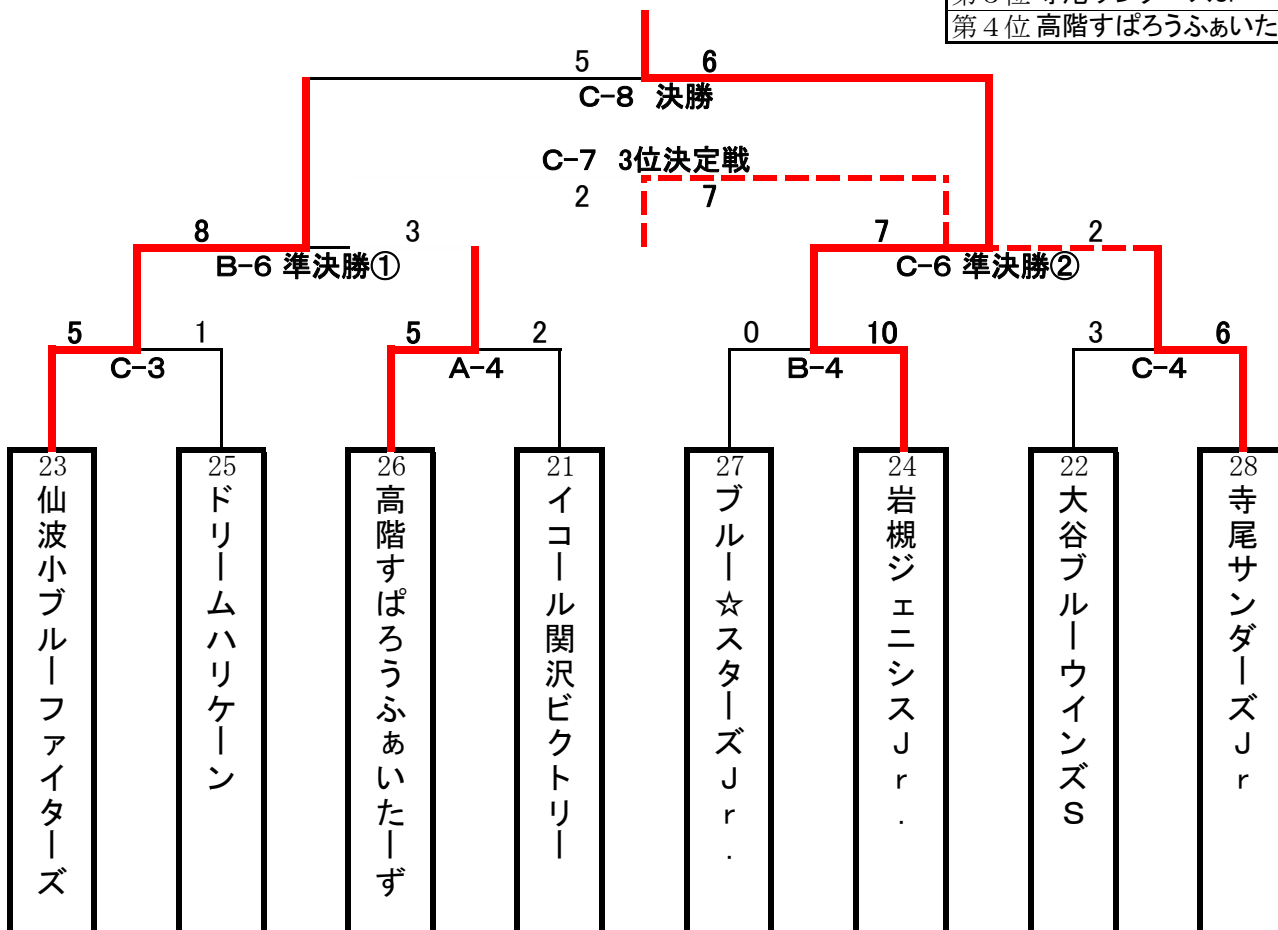 第4位 高階すぱろうふぁいた
5 6
C-8 決勝
C-7 3位決定戦
2 7
8 3
B-6 準決勝①
7 2
C-6 準決勝②
5 1
C-3
5 2
A-4
0 10
B-4
3 6
C-4
23
仙波小ブルーファイターズ
25
ドリームハリケーン
26
高階すぱろうふぁいたーず
21
イコール関沢ビクトリー
27
ブルー☆スターズJr.
24
岩槻ジェニシスJr.
22
大谷ブルーウインズS
28
寺尾サンダーズJr